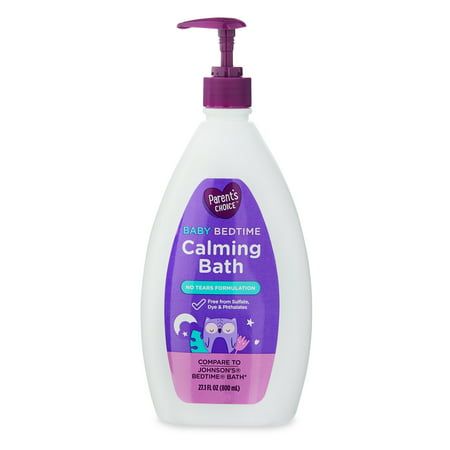 Parent's
CHOICE
BABY BEDTIME
Calming
Bath
NO TEARS FORMULATION
Free from Sulfate,
Dye & Phthalates
COMPARE TO
JOHNSON'S®
BEDTIME® BATH*
27.1 FL OZ (800 mL)